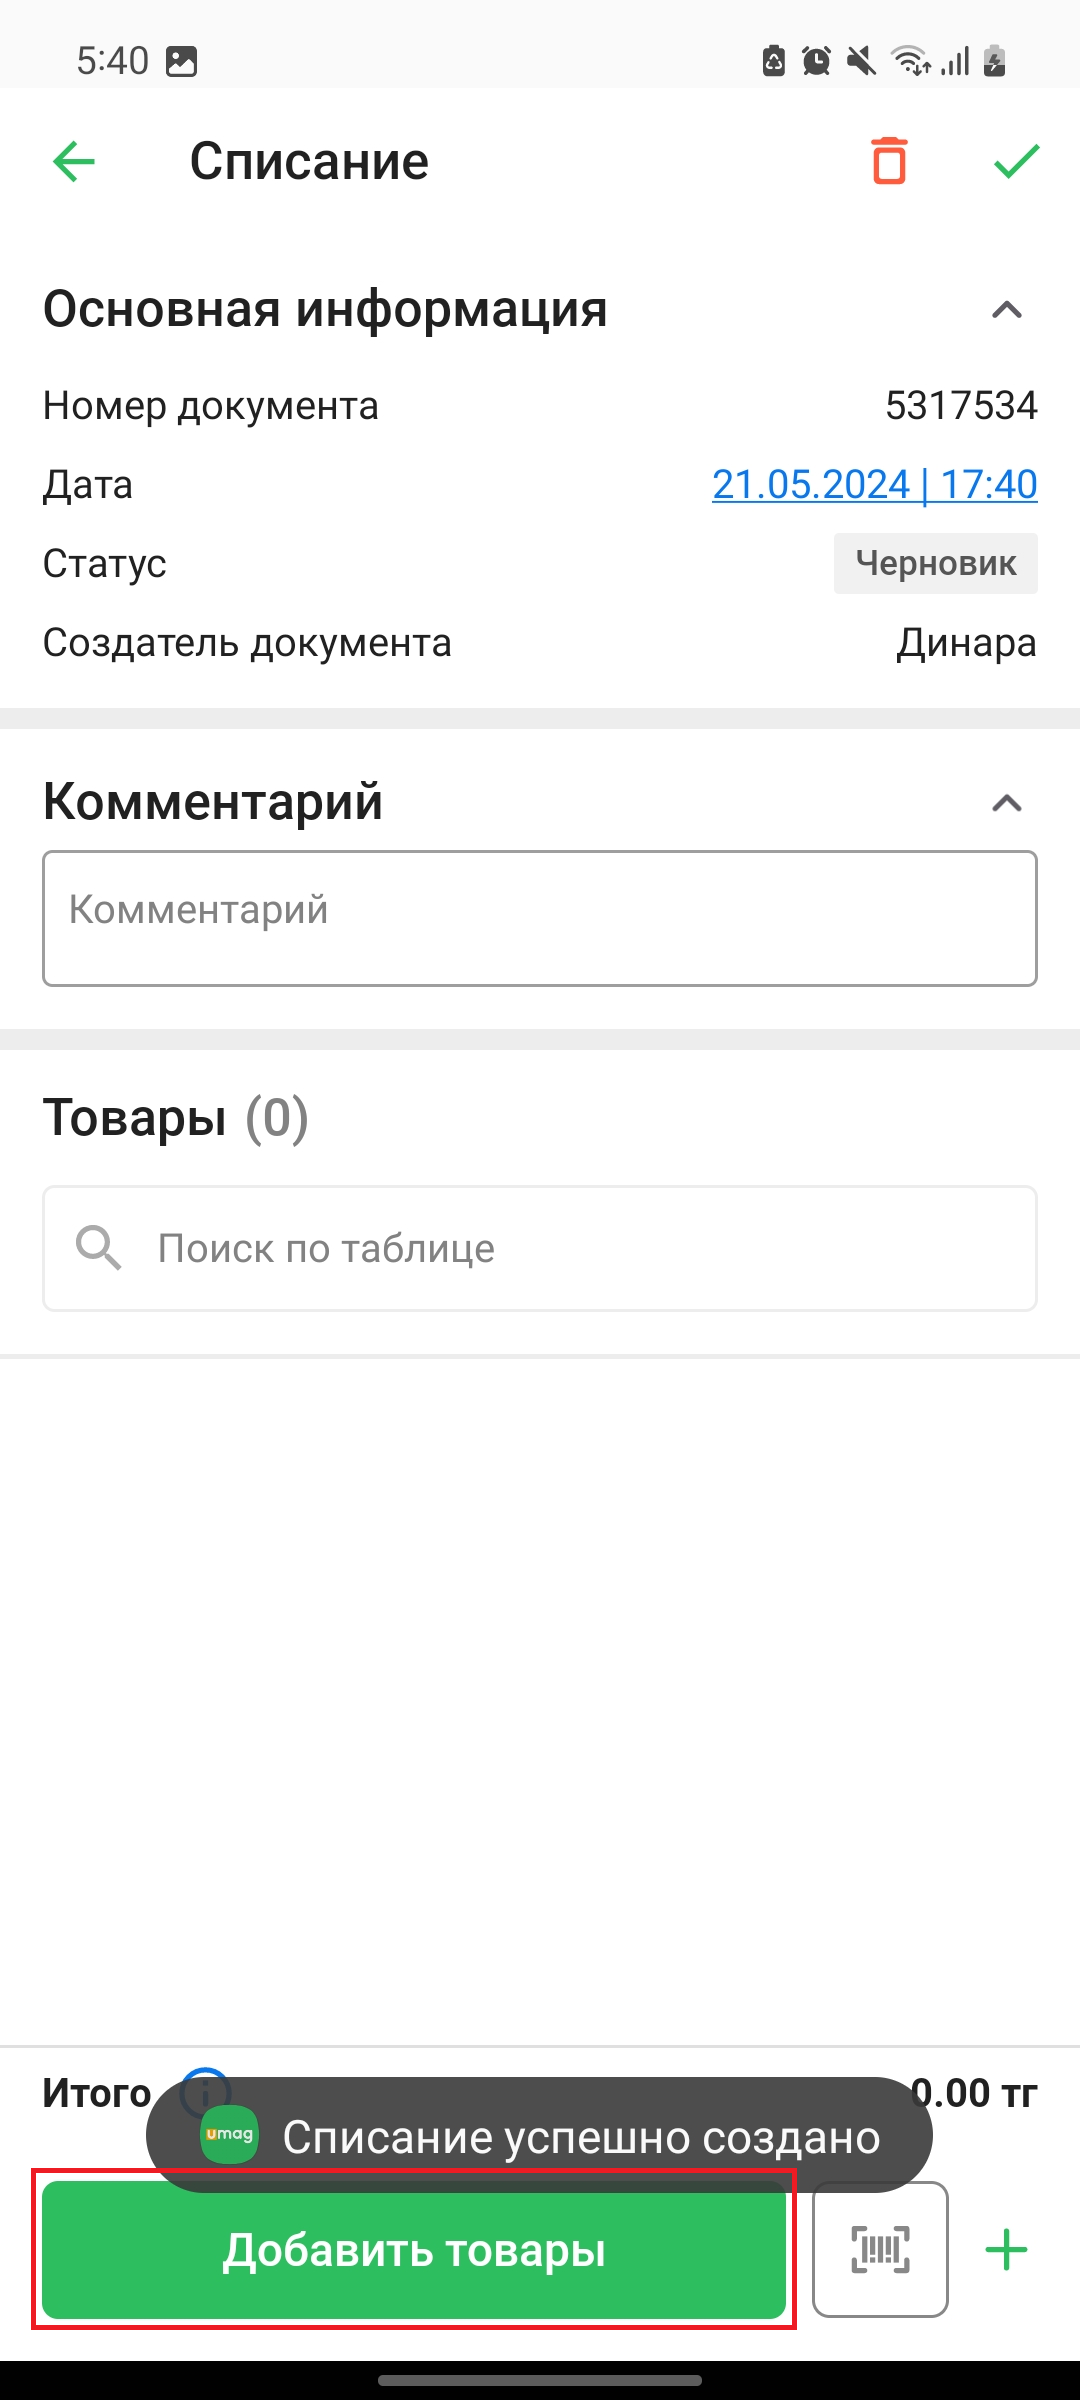 5:40
Списание
Основная информация
Номер документа 5317534
Дата 21.05.2024 | 17:40
Статус Черновик
Создатель документа Динара
Комментарий
Комментарий
Товары (0)
Поиск по таблице
Итого 0.00 тг
umag Списание успешно создано
Добавить товары